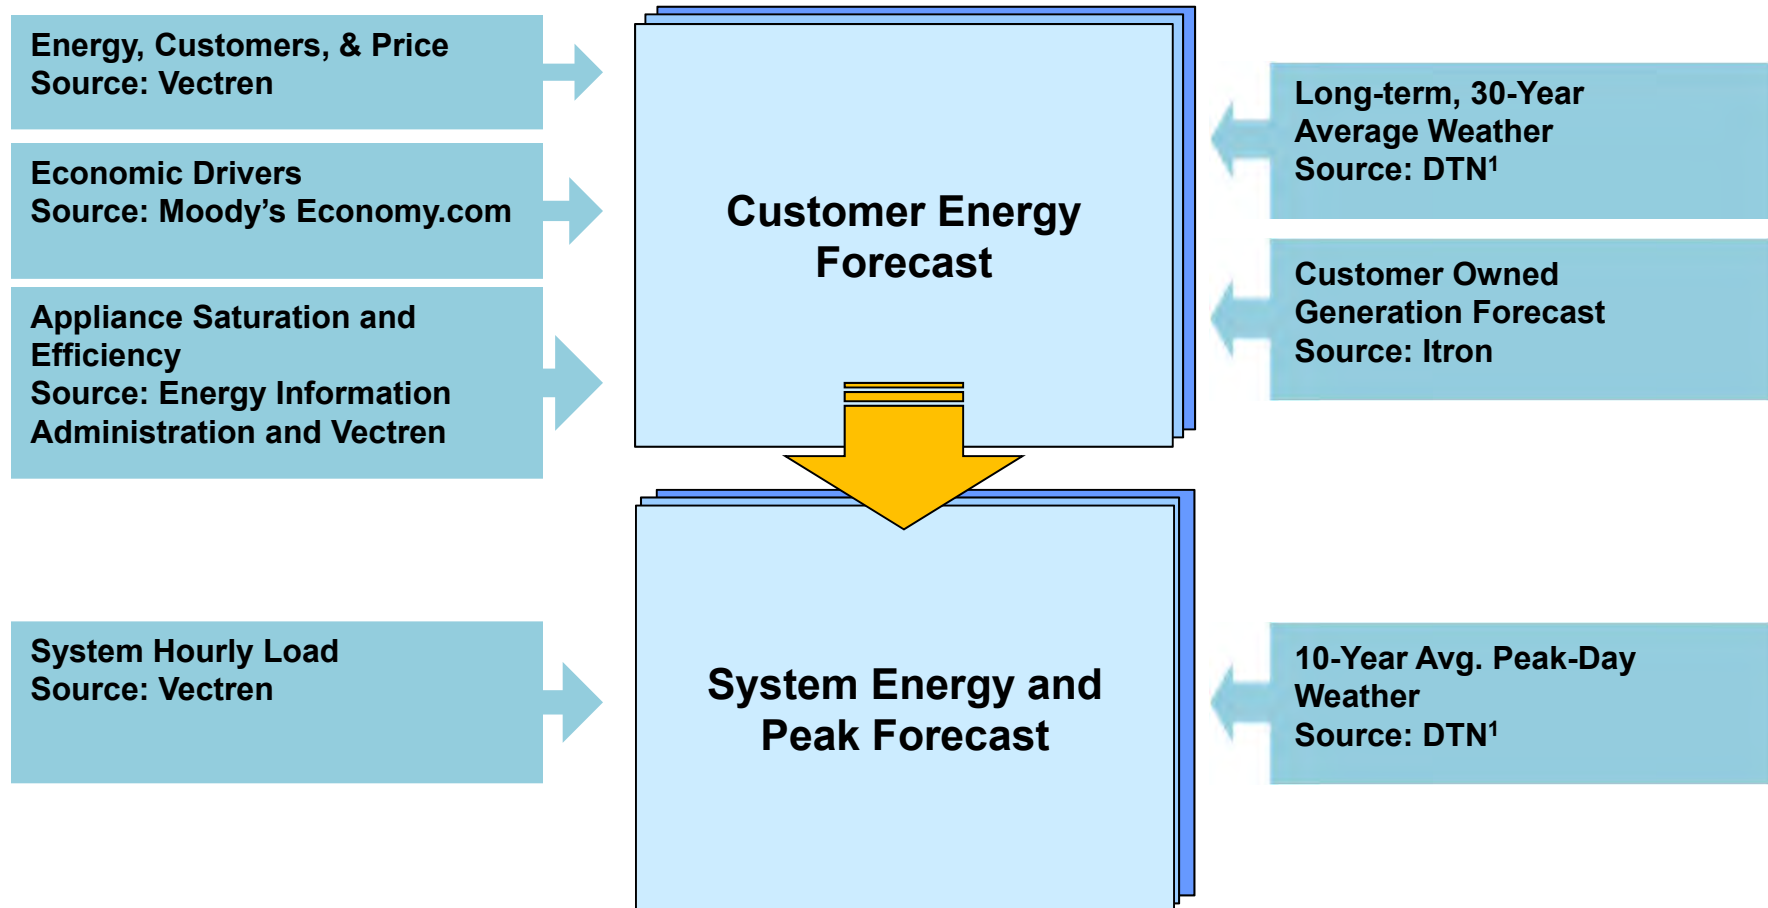 Energy, Customers, & Price
Source: Vectren
Economic Drivers
Source: Moody’s Economy.com
Appliance Saturation and
Efficiency
Source: Energy Information
Administration and Vectren
Customer Energy
Forecast
Long-term, 30-Year
Average Weather
Source: DTN¹
Customer Owned
Generation Forecast
Source: Itron
System Hourly Load
Source: Vectren
System Energy and
Peak Forecast
10-Year Avg. Peak-Day
Weather
Source: DTN¹